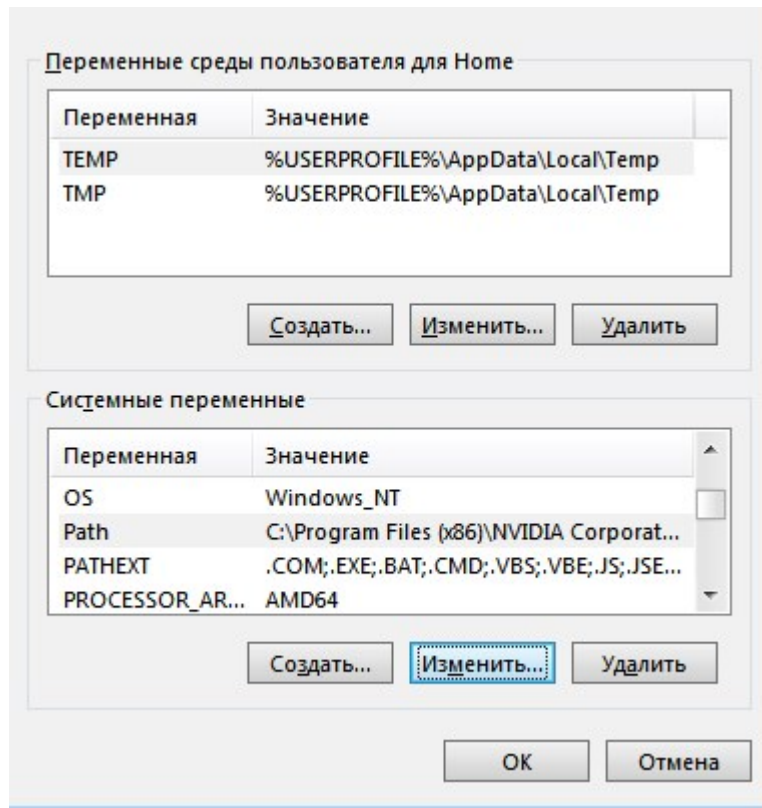 Переменные среды пользователя для Home
Переменная Значение
TEMP %USERPROFILE%\AppData\Local\Temp
TMP %USERPROFILE%\AppData\Local\Temp
Создать... Изменить... Удалить
Системные переменные
Переменная Значение
OS Windows_NT
Path C:\Program Files (x86)\NVIDIA Corporat...
PATHEXT .COM;.EXE;.BAT;.CMD;.VBS;.VBE;.JS;.JSE...
PROCESSOR_AR... AMD64
Создать... Изменить... Удалить
ОК Отмена